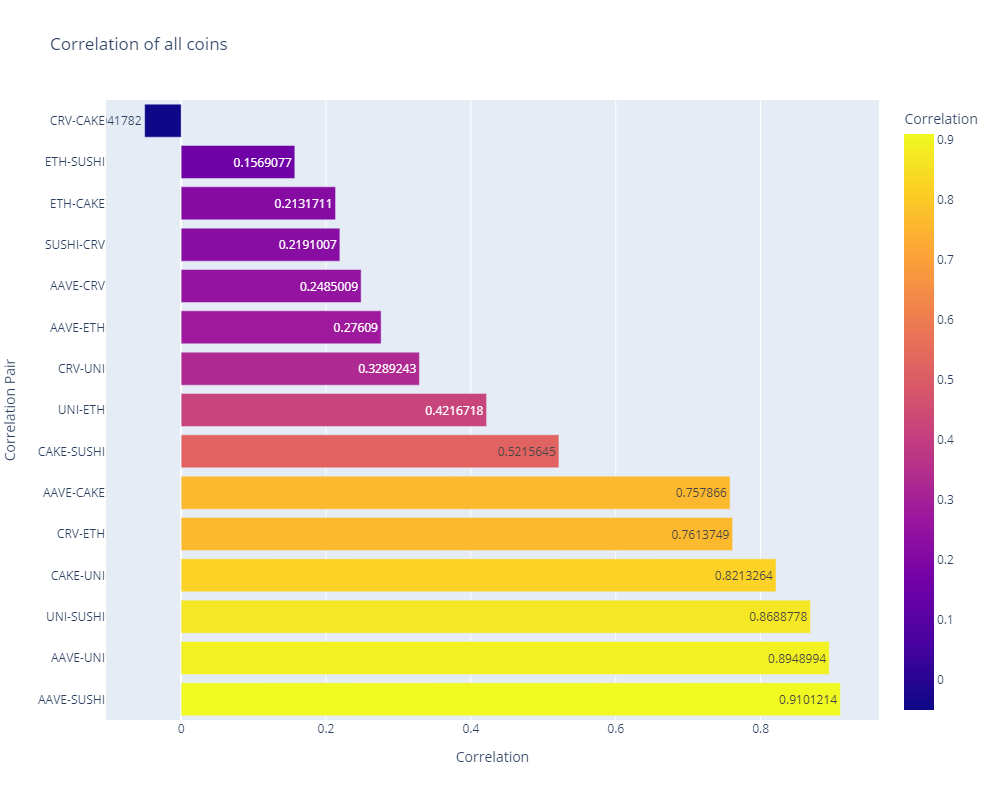 Correlation of all coins
Correlation
CRV-CAKE 41782
ETH-SUSHI 0.1569077
ETH-CAKE 0.2131711
SUSHI-CRV 0.2191007
AAVE-CRV 0.2485009
AAVE-ETH 0.27609
CRV-UNI 0.3289243
UNI-ETH 0.4216718
CAKE-SUSHI 0.5215645
AAVE-CAKE 0.757866
CRV-ETH 0.7613749
CAKE-UNI 0.8213264
UNI-SUSHI 0.8688778
AAVE-UNI 0.8948994
AAVE-SUSHI 0.9101214
0 0.2 0.4 0.6 0.8
Correlation
Correlation Pair
0.9
0.8
0.7
0.6
0.5
0.4
0.3
0.2
0.1
0